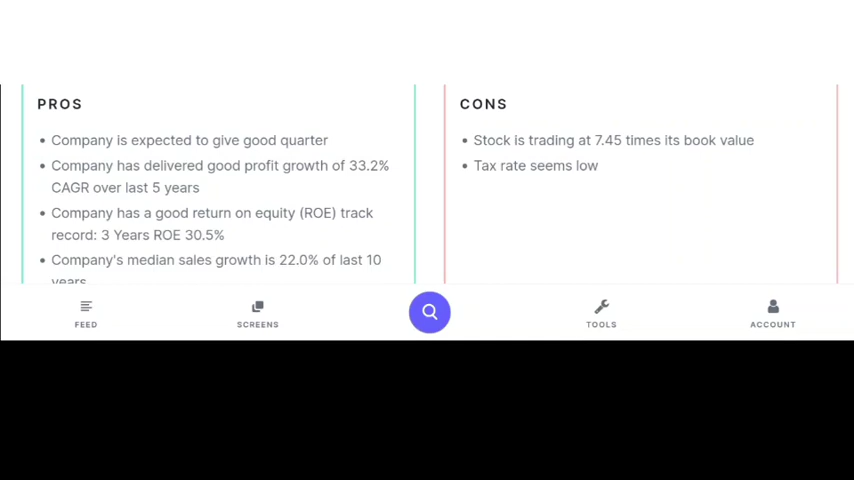 PROS
• Company is expected to give good quarter
• Company has delivered good profit growth of 33.2%
CAGR over last 5 years
• Company has a good return on equity (ROE) track
record: 3 Years ROE 30.5%
• Company's median sales growth is 22.0% of last 10
years
CONS
• Stock is trading at 7.45 times its book value
• Tax rate seems low
FEED
SCREENS
TOOLS
ACCOUNT